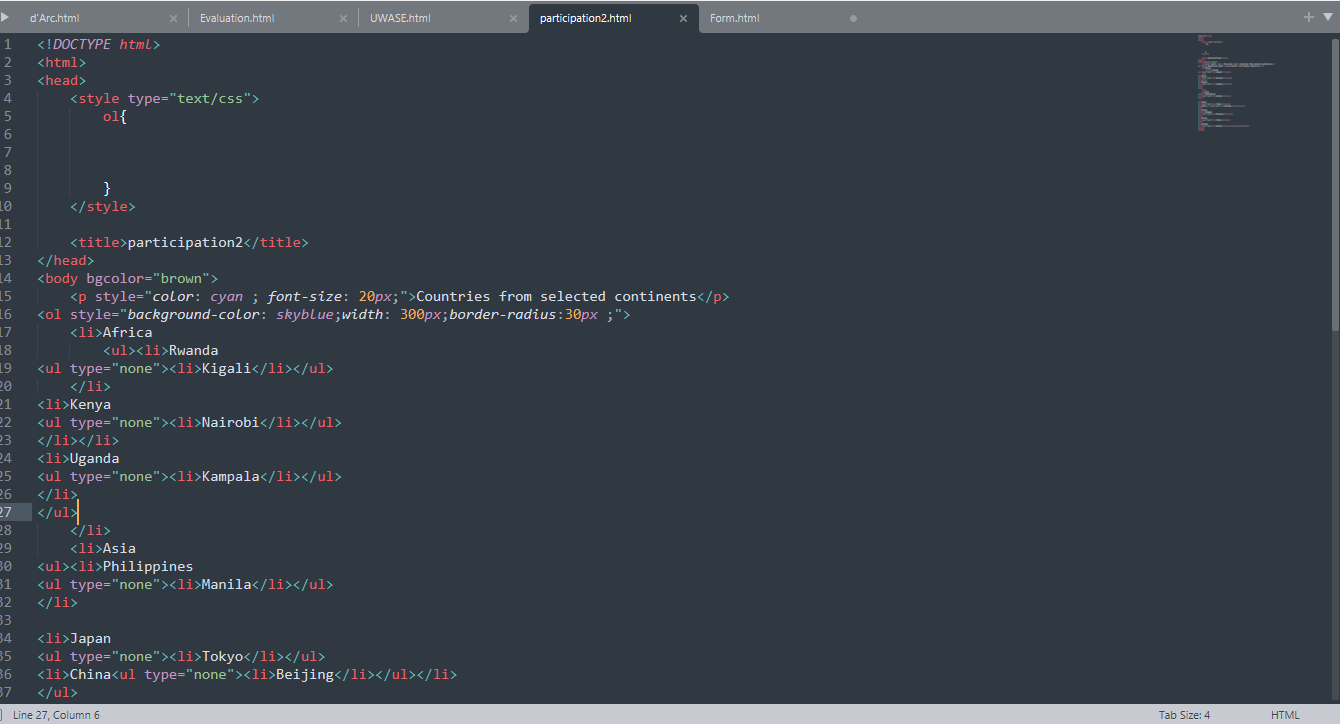 d'Arc.html Evaluation.html UWASE.html participation2.html Form.html
1 <!DOCTYPE html>
2 <html>
3 <head>
4 <style type="text/css">
5 ol{
6
7
8
9 }
10 </style>
11
12 <title>participation2</title>
13 </head>
14 <body bgcolor="brown">
15 <p style="color: cyan ; font-size: 20px;">Countries from selected continents</p>
16 <ol style="background-color: skyblue;width: 300px;border-radius:30px ;">
17 <li>Africa
18 <ul><li>Rwanda
19 <ul type="none"><li>Kigali</li></ul>
20 </li>
21 <li>Kenya
22 <ul type="none"><li>Nairobi</li></ul>
23 </li></li>
24 <li>Uganda
25 <ul type="none"><li>Kampala</li></ul>
26 </li>
27 </ul>
28 </li>
29 <li>Asia
30 <ul><li>Philippines
31 <ul type="none"><li>Manila</li></ul>
32 </li>
33
34 <li>Japan
35 <ul type="none"><li>Tokyo</li></ul>
36 <li>China<ul type="none"><li>Beijing</li></ul></li>
37 </ul>
Line 27, Column 6 Tab Size: 4 HTML